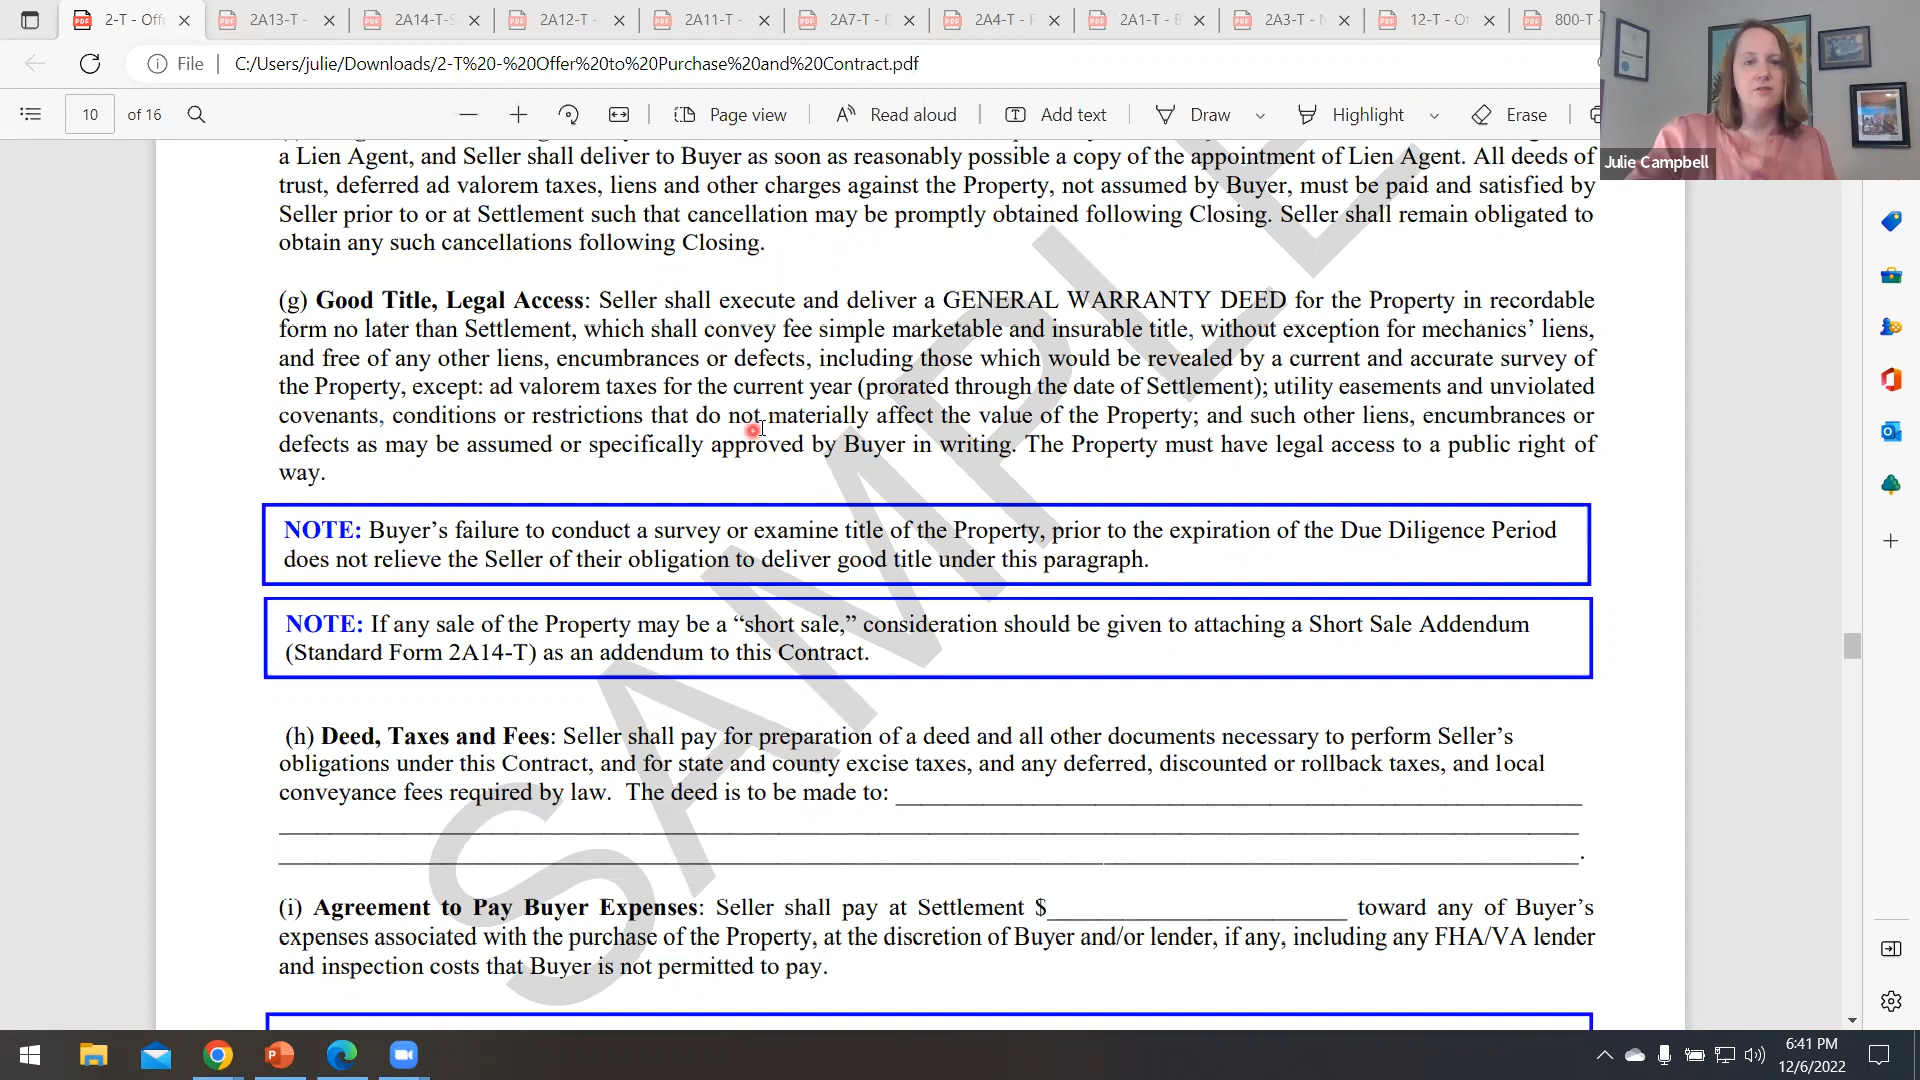 2-T - Off
2A13-T -
2A14-T-S
2A12-T -
2A11-T -
2A7-T - B
2A4-T - F
2A1-T - B
2A3-T - N
12-T - O
800-T
File
C:/Users/julie/Downloads/2-T%20-%20Offer%20to%20Purchase%20and%20Contract.pdf
10 of 16
Page view
Read aloud
Add text
Draw
Highlight
Erase
Julie Campbell
a Lien Agent, and Seller shall deliver to Buyer as soon as reasonably possible a copy of the appointment of Lien Agent. All deeds of
trust, deferred ad valorem taxes, liens and other charges against the Property, not assumed by Buyer, must be paid and satisfied by
Seller prior to or at Settlement such that cancellation may be promptly obtained following Closing. Seller shall remain obligated to
obtain any such cancellations following Closing.
(g) Good Title, Legal Access: Seller shall execute and deliver a GENERAL WARRANTY DEED for the Property in recordable
form no later than Settlement, which shall convey fee simple marketable and insurable title, without exception for mechanics’ liens,
and free of any other liens, encumbrances or defects, including those which would be revealed by a current and accurate survey of
the Property, except: ad valorem taxes for the current year (prorated through the date of Settlement); utility easements and unviolated
covenants, conditions or restrictions that do not materially affect the value of the Property; and such other liens, encumbrances or
defects as may be assumed or specifically approved by Buyer in writing. The Property must have legal access to a public right of
way.
NOTE: Buyer’s failure to conduct a survey or examine title of the Property, prior to the expiration of the Due Diligence Period
does not relieve the Seller of their obligation to deliver good title under this paragraph.
NOTE: If any sale of the Property may be a “short sale,” consideration should be given to attaching a Short Sale Addendum
(Standard Form 2A14-T) as an addendum to this Contract.
(h) Deed, Taxes and Fees: Seller shall pay for preparation of a deed and all other documents necessary to perform Seller’s
obligations under this Contract, and for state and county excise taxes, and any deferred, discounted or rollback taxes, and local
conveyance fees required by law. The deed is to be made to: ____
____
____.
(i) Agreement to Pay Buyer Expenses: Seller shall pay at Settlement $____ toward any of Buyer’s
expenses associated with the purchase of the Property, at the discretion of Buyer and/or lender, if any, including any FHA/VA lender
and inspection costs that Buyer is not permitted to pay.
SAMPLE
6:41 PM
12/6/2022